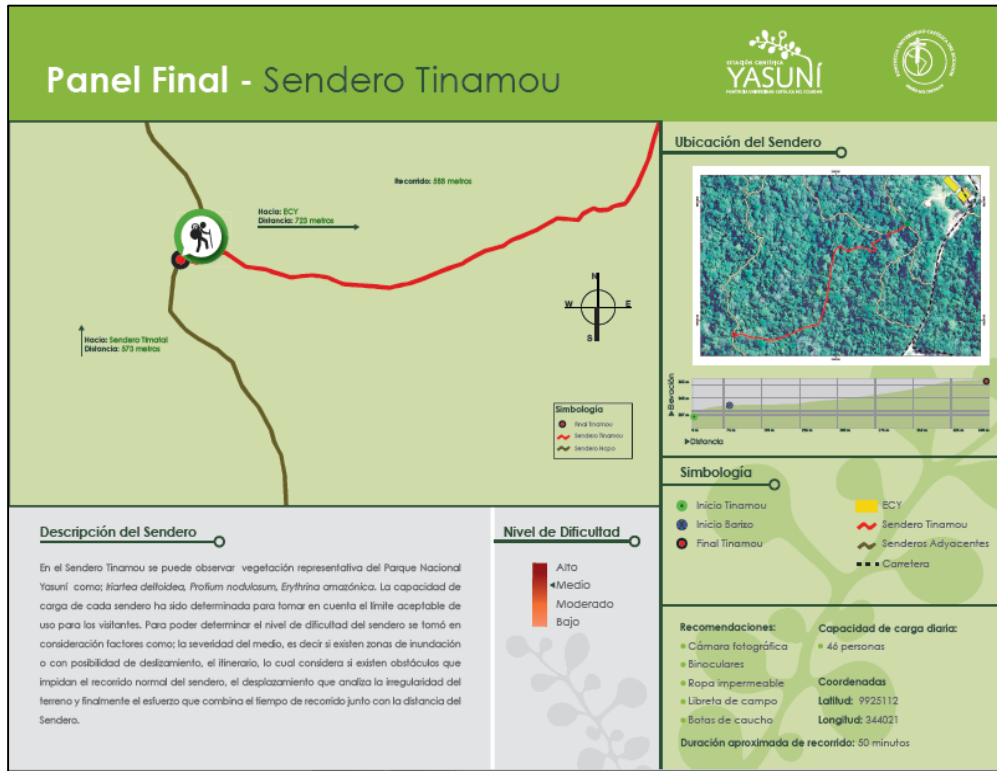 Panel Final - Sendero Tinamou
ESTACIÓN CIENTÍFICA
YASUNÍ
PONTIFICIA UNIVERSIDAD CATÓLICA DEL ECUADOR
Recorrido: 588 metros
Hacia: ECY
Distancia: 723 metros
N
W E
S
Hacia: Sendero Timatal
Distancia: 573 metros
Simbología
Final Tinamou
Sendero Tinamou
Sendero Napo
Ubicación del Sendero
Elevación
Distancia
Simbología
Inicio Tinamou
Inicio Barizo
Final Tinamou
ECY
Sendero Tinamou
Senderos Adyacentes
Carretera
Descripción del Sendero
En el Sendero Tinamou se puede observar vegetación representativa del Parque Nacional
Yasuní como; Iriartea deltoidea, Protium nodulosum, Erythrina amazónica. La capacidad de
carga de cada sendero ha sido determinada para tomar en cuenta el límite aceptable de
uso para los visitantes. Para poder determinar el nivel de dificultad del sendero se tomó en
consideración factores como; la severidad del medio, es decir si existen zonas de inundación
o con posibilidad de deslizamiento, el itinerario, lo cual considera si existen obstáculos que
impidan el recorrido normal del sendero, el desplazamiento que analiza la irregularidad del
terreno y finalmente el esfuerzo que combina el tiempo de recorrido junto con la distancia del
Sendero.
Nivel de Dificultad
Alto
Medio
Moderado
Bajo
Recomendaciones:
Cámara fotográfica
Binoculares
Ropa impermeable
Libreta de campo
Botas de caucho
Capacidad de carga diaria:
46 personas
Coordenadas
Latitud: 9925112
Longitud: 344021
Duración aproximada de recorrido: 50 minutos